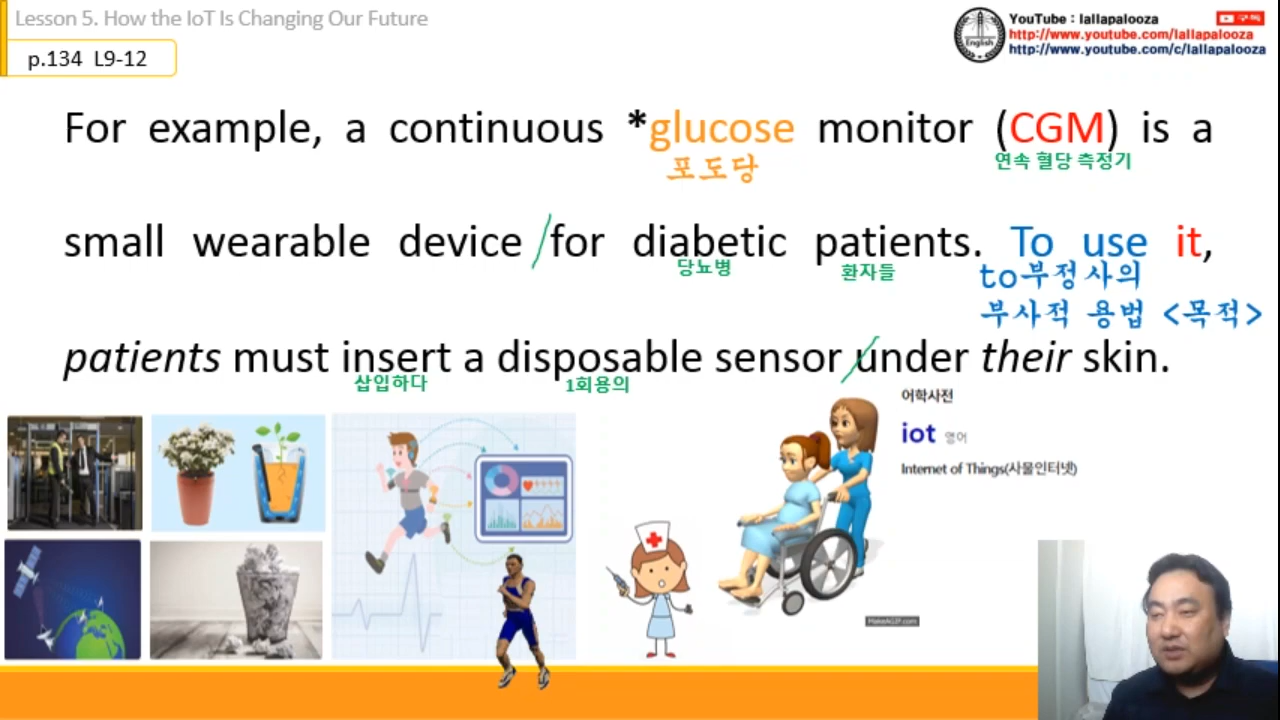 Lesson 5. How the IoT Is Changing Our Future
p.134 L9-12
YouTube : lallapalooza
구독
http://www.youtube.com/lallapalooza
http://www.youtube.com/c/lallapalooza
English
For example, a continuous *glucose monitor (CGM) is a
포도당 연속 혈당 측정기
small wearable device / for diabetic patients. To use it,
당뇨병 환자들 to부정사의
부사적 용법 <목적>
patients must insert a disposable sensor / under their skin.
삽입하다 1회용의
어학사전
iot 영어
Internet of Things(사물인터넷)
MakeAGIF.com